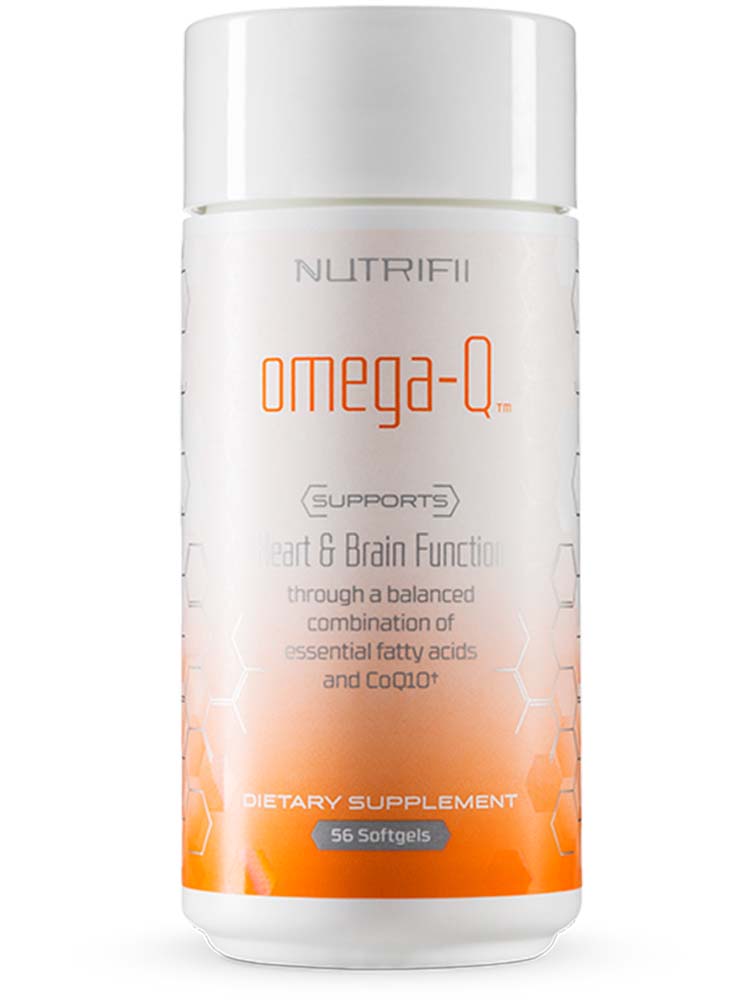 NUTRIFII
omega-Q™
SUPPORTS
Heart & Brain Function
through a balanced
combination of
essential fatty acids
and CoQ10†
DIETARY SUPPLEMENT
56 Softgels